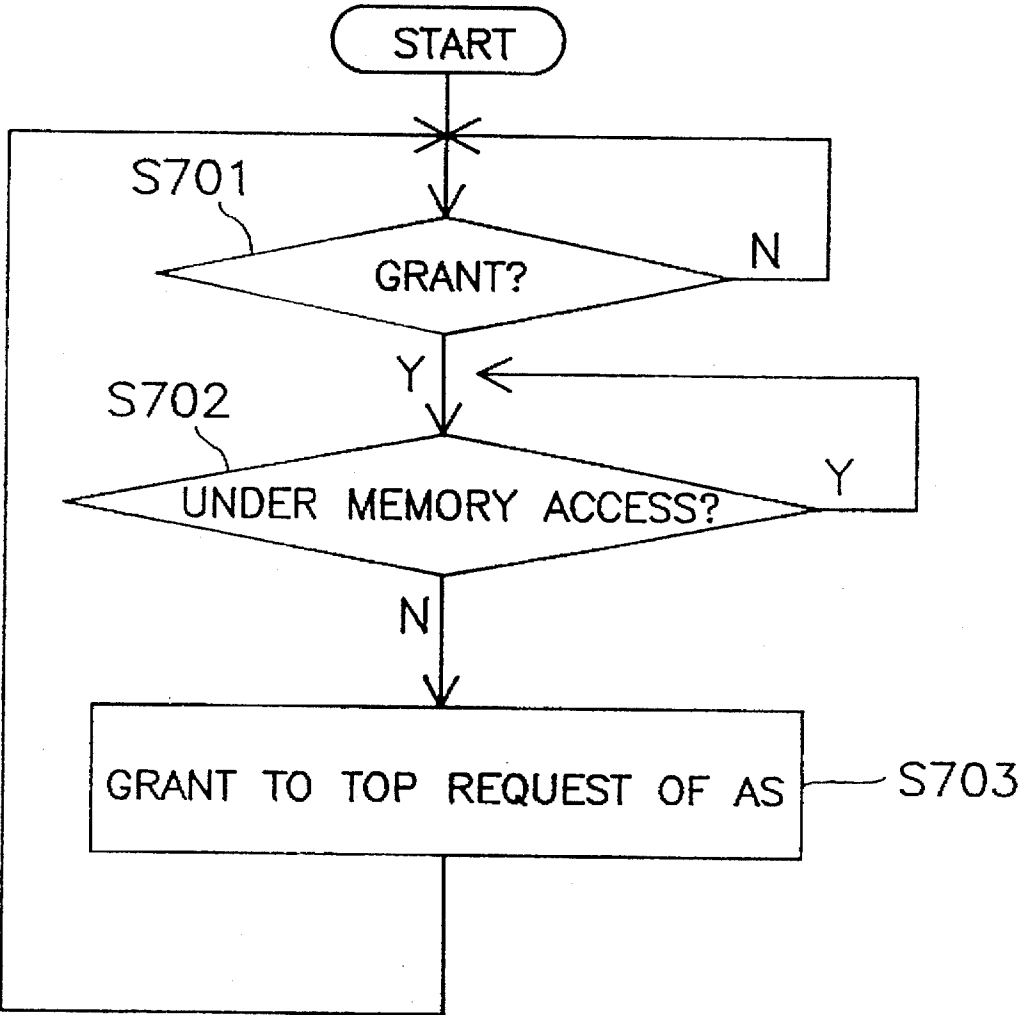 START
S701
GRANT?
N
Y
S702
UNDER MEMORY ACCESS?
Y
N
GRANT TO TOP REQUEST OF AS
S703